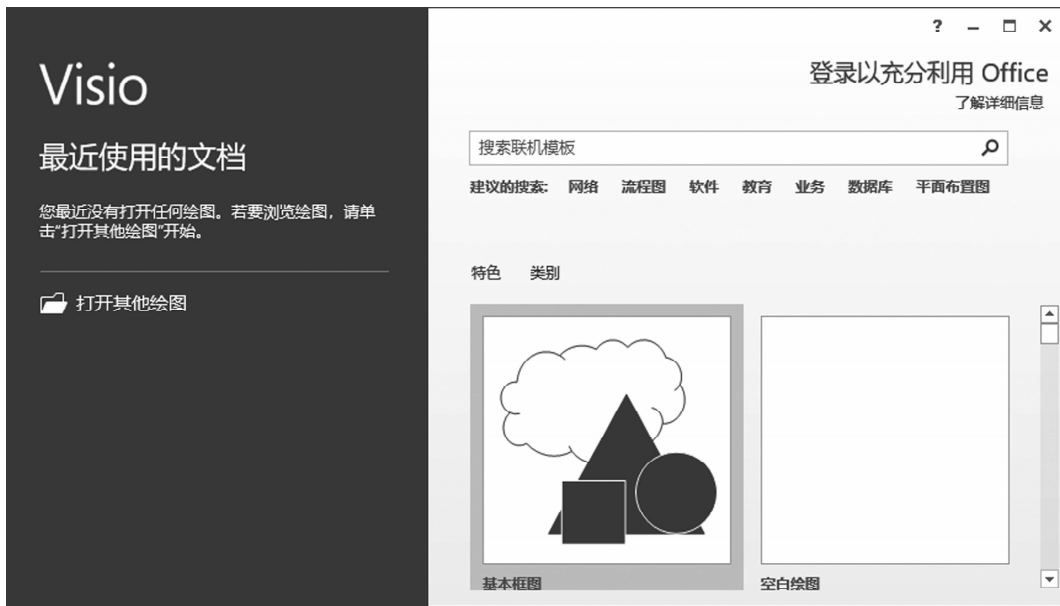 Visio
最近使用的文档
您最近没有打开任何绘图。若要浏览绘图，请单
击“打开其他绘图”开始。
打开其他绘图
?
登录以充分利用 Office
了解详细信息
搜索联机模板
建议的搜索: 网络 流程图 软件 教育 业务 数据库 平面布置图
特色 类别
基本框图 空白绘图